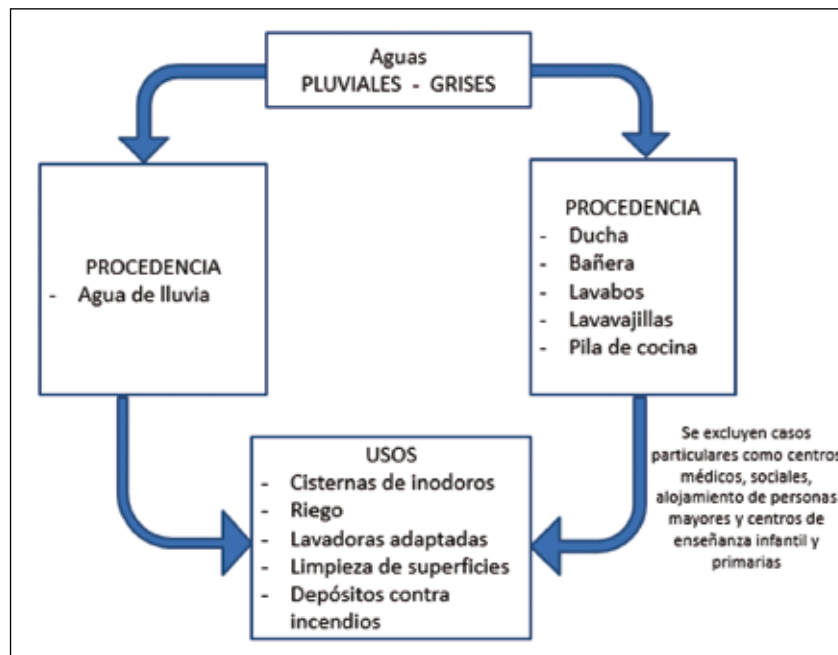 Aguas
PLUVIALES - GRISES
PROCEDENCIA
- Agua de lluvia
PROCEDENCIA
- Ducha
- Bañera
- Lavabos
- Lavavajillas
- Pila de cocina
Se excluyen casos
particulares como centros
médicos, sociales,
alojamiento de personas
mayores y centros de
enseñanza infantil y
primarias
USOS
- Cisternas de inodoros
- Riego
- Lavadoras adaptadas
- Limpieza de superficies
- Depósitos contra
incendios